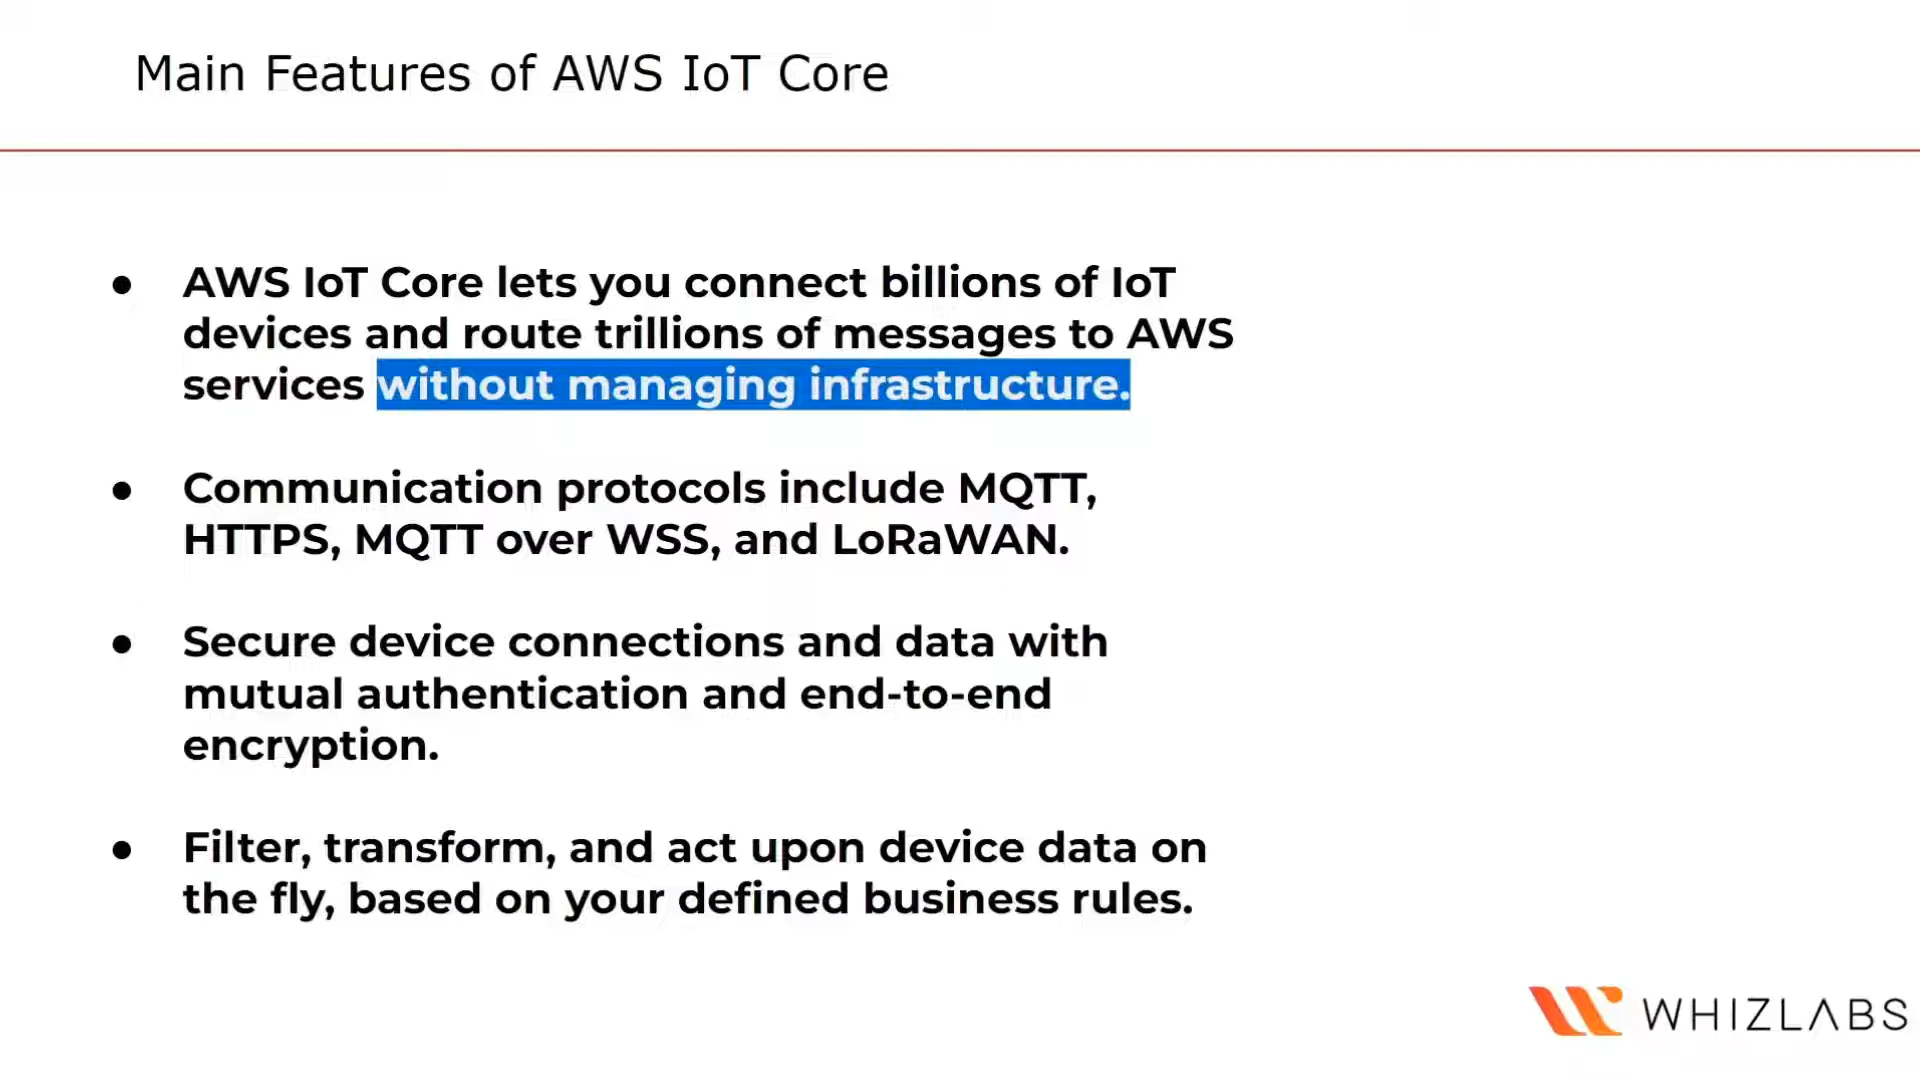 Main Features of AWS IoT Core
● AWS IoT Core lets you connect billions of IoT
devices and route trillions of messages to AWS
services without managing infrastructure.
● Communication protocols include MQTT,
HTTPS, MQTT over WSS, and LoRaWAN.
● Secure device connections and data with
mutual authentication and end-to-end
encryption.
● Filter, transform, and act upon device data on
the fly, based on your defined business rules.
WHIZLABS